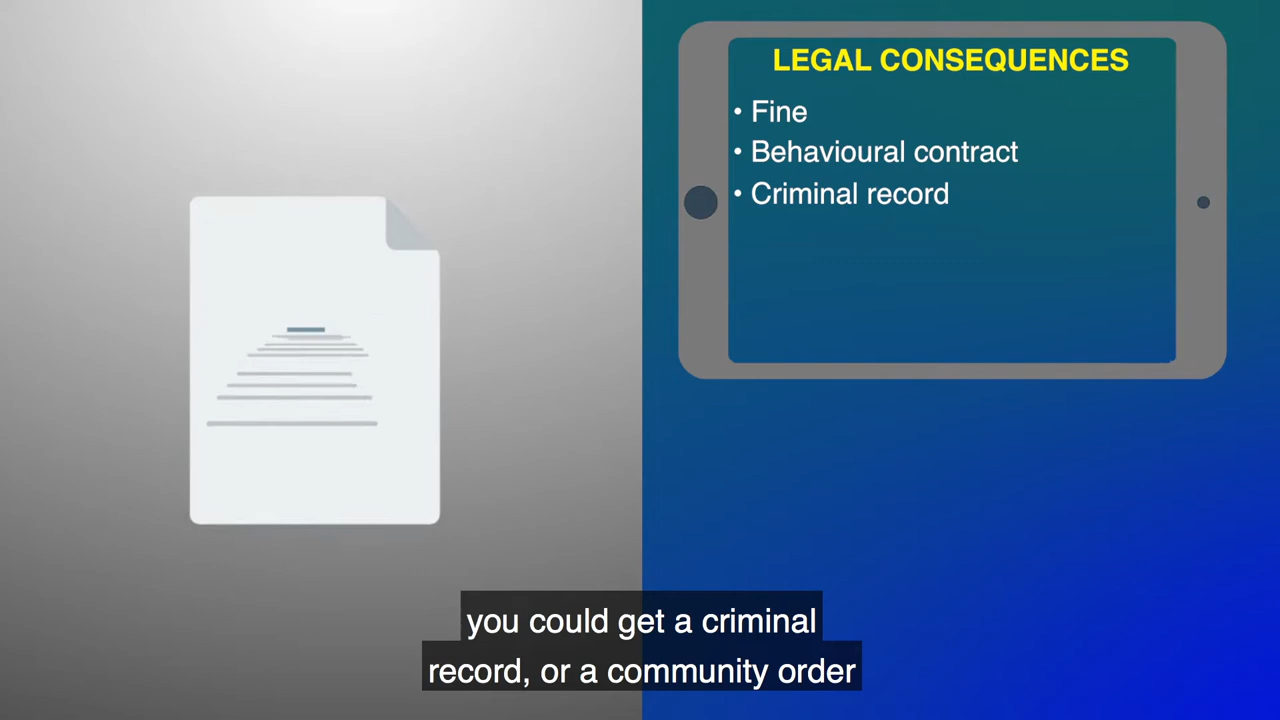 LEGAL CONSEQUENCES
• Fine
• Behavioural contract
• Criminal record
you could get a criminal
record, or a community order